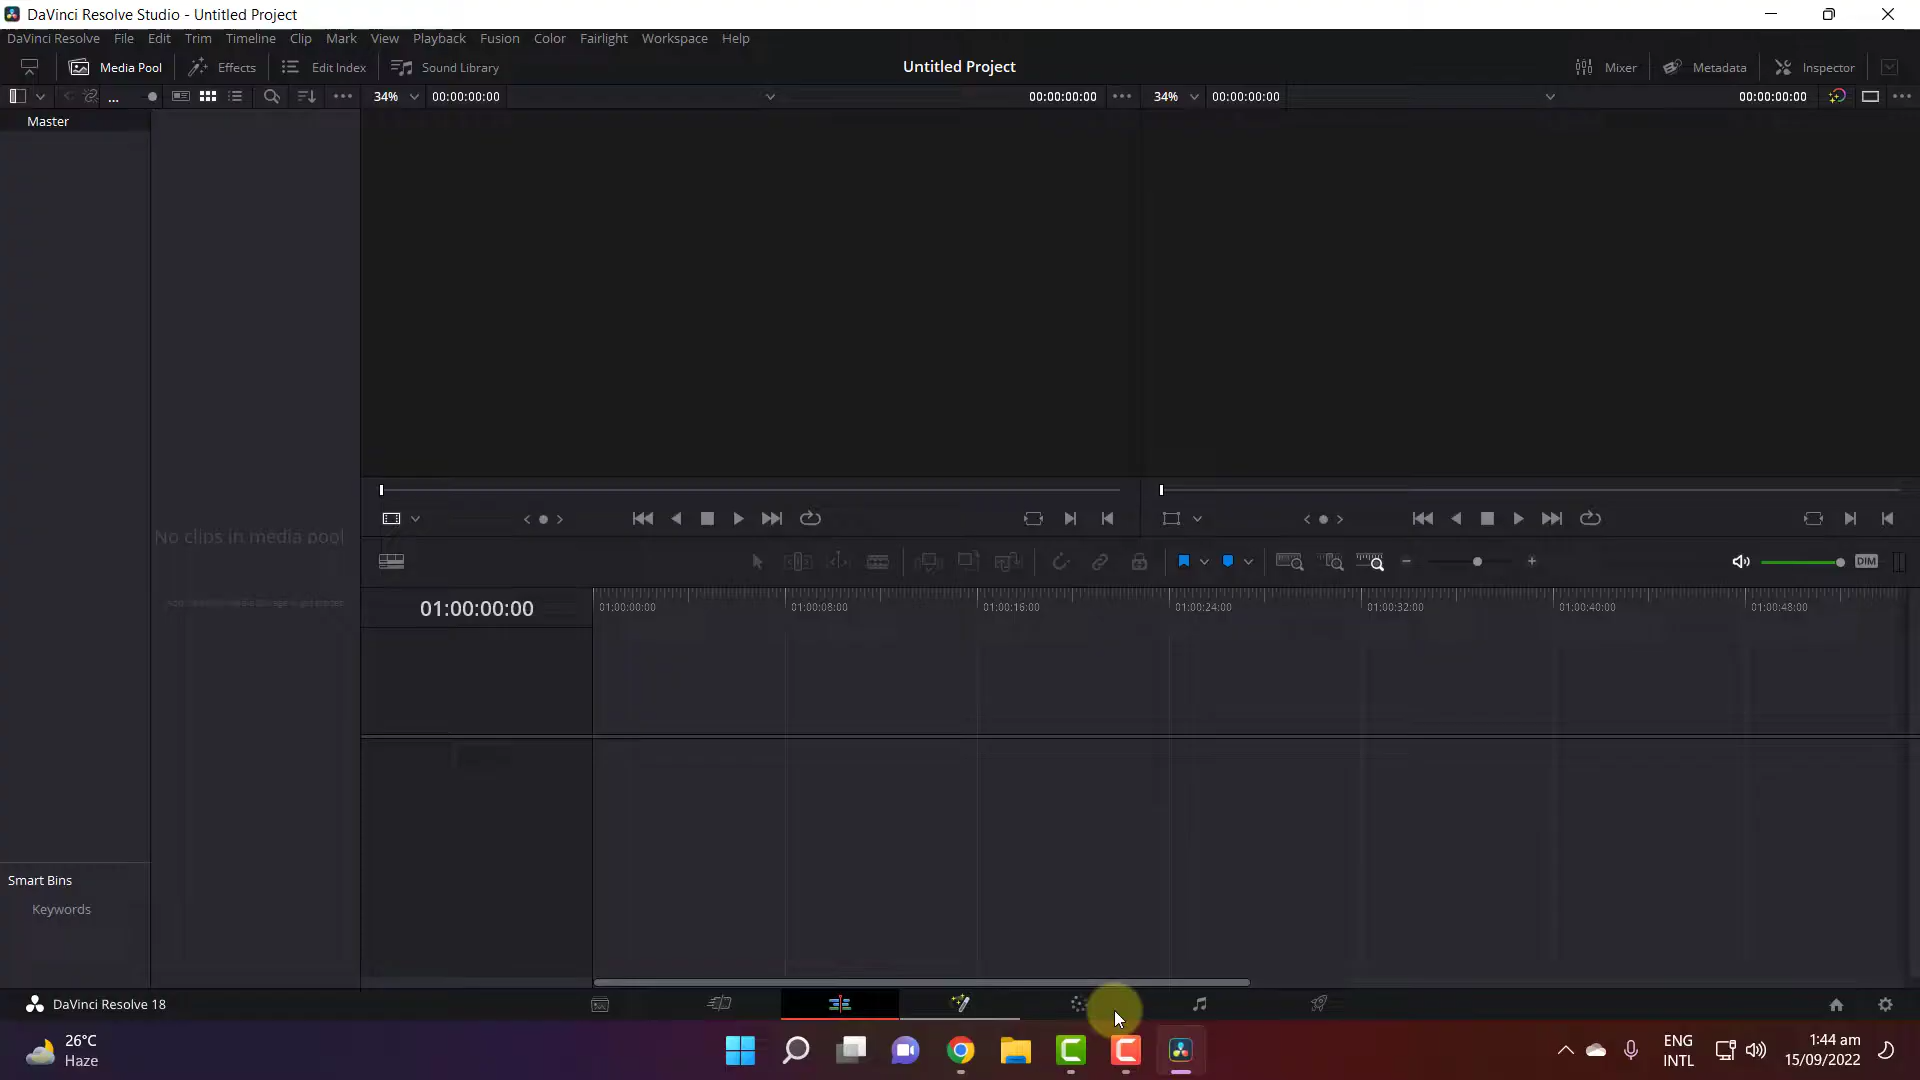 DaVinci Resolve Studio - Untitled Project
DaVinci Resolve File Edit Trim Timeline Clip Mark View Playback Fusion Color Fairlight Workspace Help
Media Pool Effects Edit Index Sound Library Untitled Project Mixer Metadata Inspector
... 34% 00:00:00:00 00:00:00:00 34% 00:00:00:00 00:00:00:00
Master
No clips in media pool
DIM
01:00:00:00 01:00:00:00 01:00:08:00 01:00:16:00 01:00:24:00 01:00:32:00 01:00:40:00 01:00:48:00
Smart Bins
Keywords
DaVinci Resolve 18
26°C
Haze
ENG
INTL
1:44 am
15/09/2022